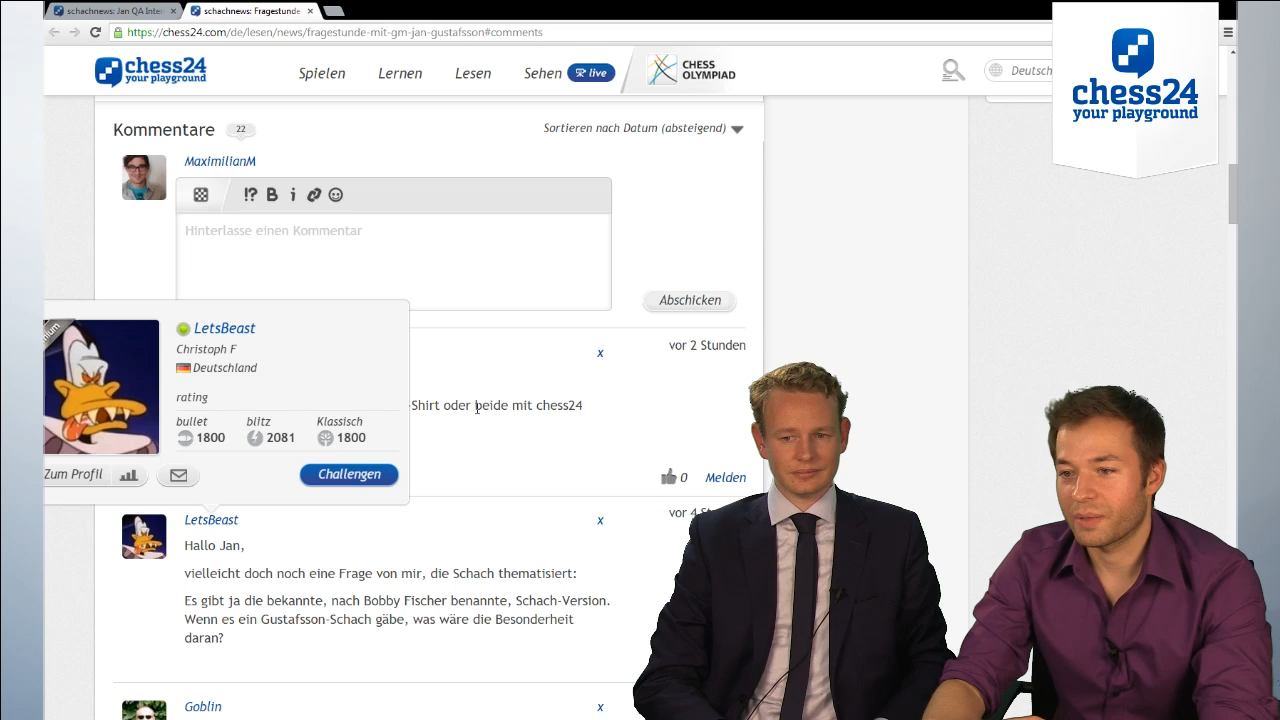 schachnews: Jan QA Inter
schachnews: Fragestunde
https://chess24.com/de/lesen/news/fragestunde-mit-gm-jan-gustafsson#comments
chess24
your playground
Spielen
Lernen
Lesen
Sehen
live
CHESS
OLYMPIAD
Deutsch
chess24
your playground
Kommentare
22
Sortieren nach Datum (absteigend)
MaximilianM
!? B i
Hinterlasse einen Kommentar
Abschicken
LetsBeast
Christoph F
Deutschland
rating
bullet blitz Klassisch
1800 2081 1800
Zum Profil
Challengen
x
vor 2 Stunden
Shirt oder beide mit chess24
0
Melden
LetsBeast
x
vor 4
Hallo Jan,
vielleicht doch noch eine Frage von mir, die Schach thematisiert:
Es gibt ja die bekannte, nach Bobby Fischer benannte, Schach-Version.
Wenn es ein Gustafsson-Schach gäbe, was wäre die Besonderheit
daran?
Goblin
x